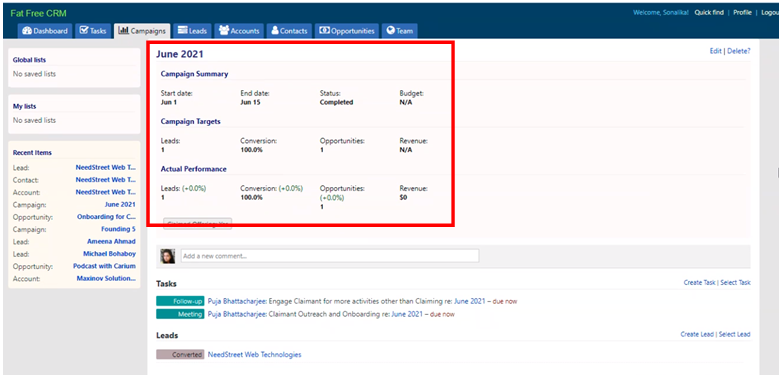 Fat Free CRM
Welcome, Sonalika! Quick find | Profile | Logou
Dashboard Tasks Campaigns Leads Accounts Contacts Opportunities Team
Global lists
No saved lists
My lists
No saved lists
Recent Items
Lead: NeedStreet Web T...
Contact: NeedStreet Web T...
Account: NeedStreet Web T...
Campaign: June 2021
Opportunity: Onboarding for C...
Campaign: Founding 5
Lead: Ameena Ahmad
Lead: Michael Bohaboy
Opportunity: Podcast with Carium
Account: Maxinov Solution...
June 2021
Edit | Delete?
Campaign Summary
Start date: End date: Status: Budget:
Jun 1 Jun 15 Completed N/A
Campaign Targets
Leads: Conversion: Opportunities: Revenue:
1 100.0% 1 N/A
Actual Performance
Leads: (+0.0%) Conversion: (+0.0%) Opportunities: Revenue:
(+0.0%)
1 100.0% $0
1
Add a new comment...
Tasks
Create Task | Select Task
Follow-up Puja Bhattacharjee: Engage Claimant for more activities other than Claiming re: June 2021 – due now
Meeting Puja Bhattacharjee: Claimant Outreach and Onboarding re: June 2021 – due now
Leads
Create Lead | Select Lead
Converted NeedStreet Web Technologies